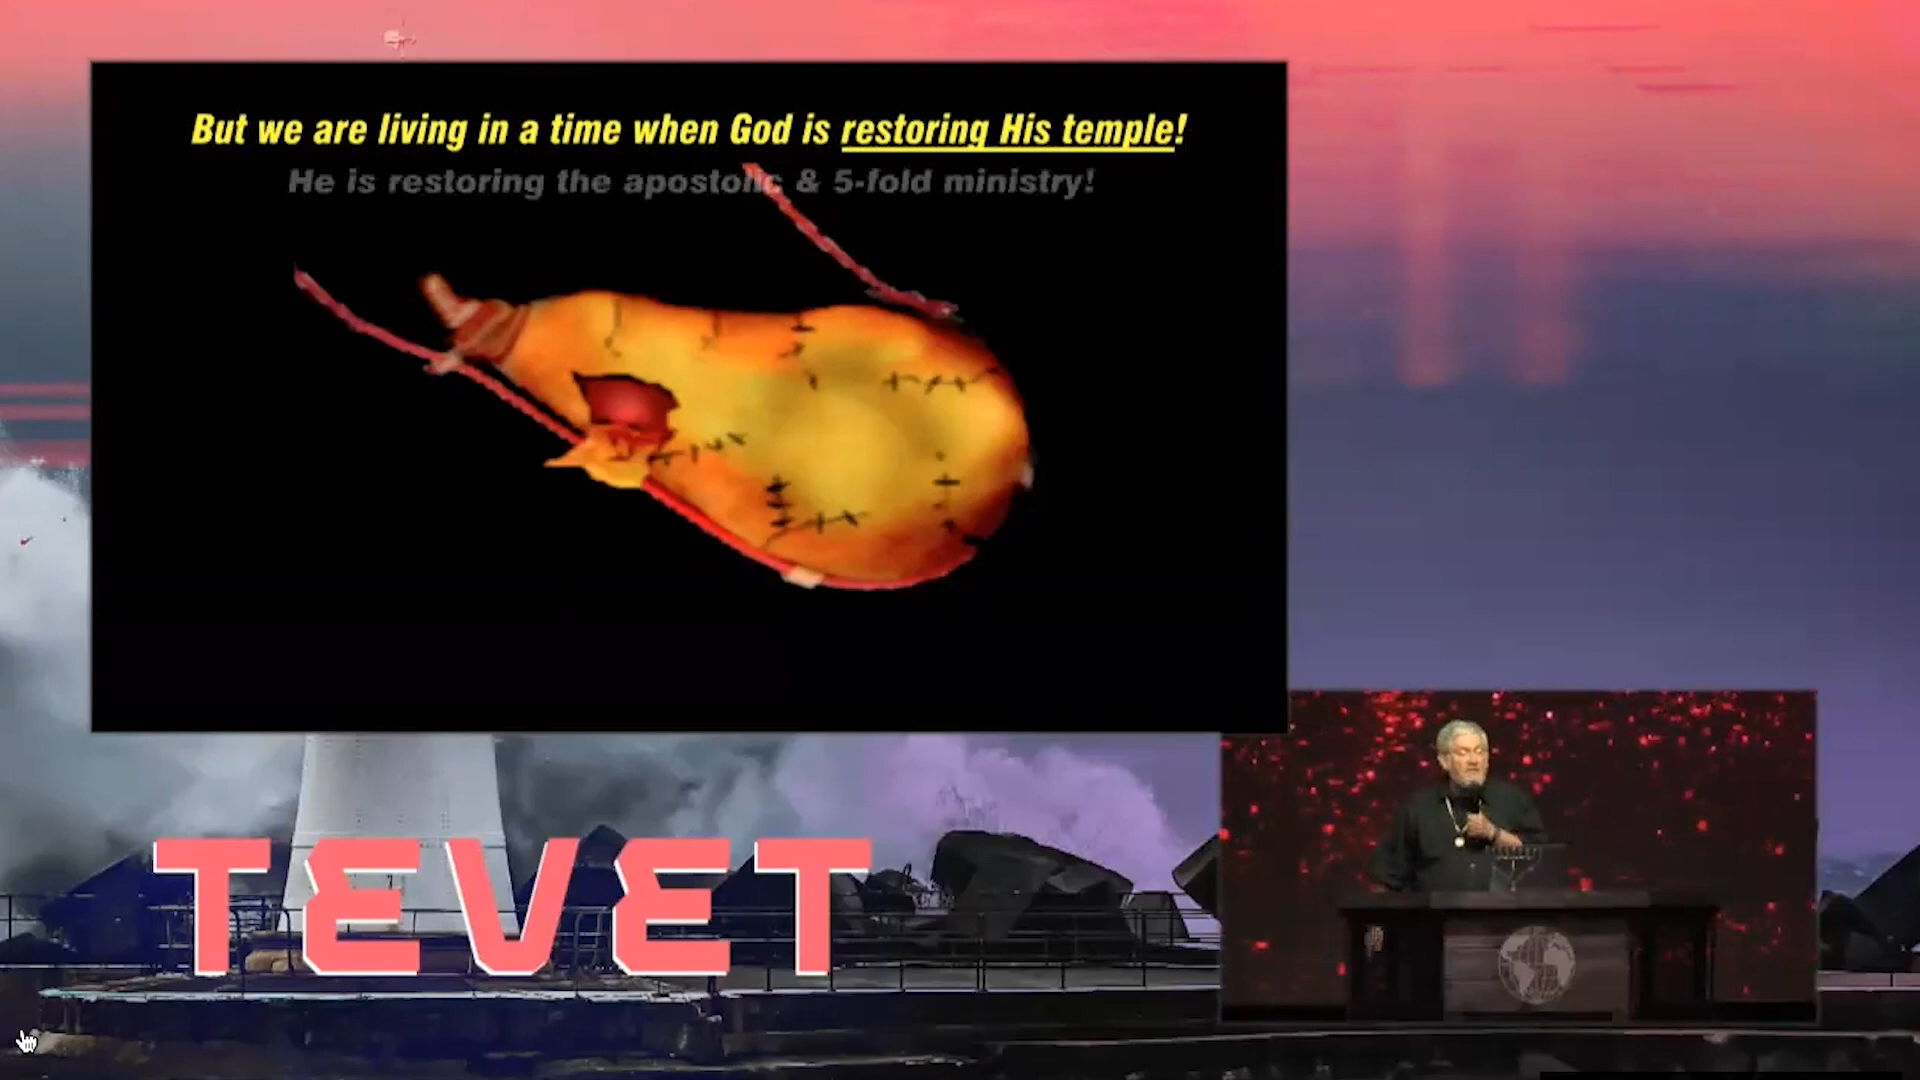 But we are living in a time when God is restoring His temple!
He is restoring the apostolic & 5-fold ministry!
TEVET